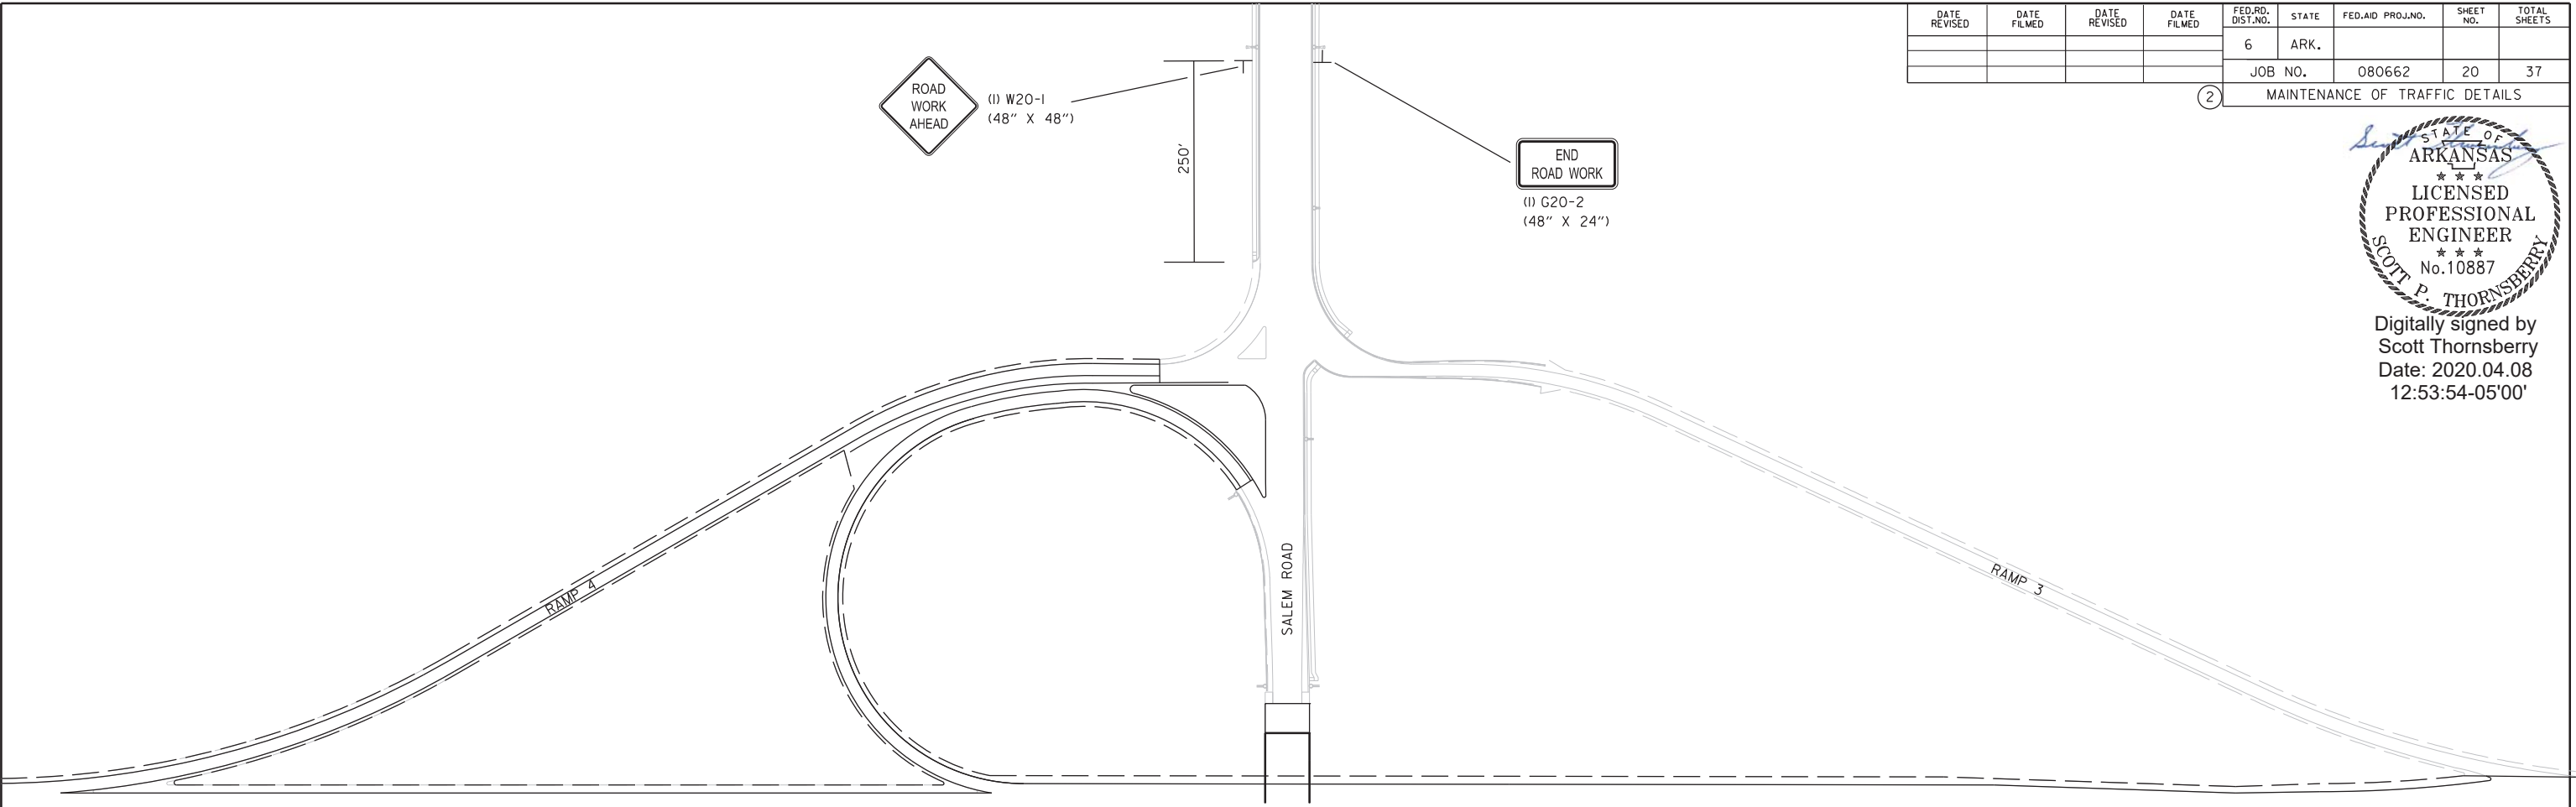 DATE REVISED
DATE FILMED
DATE REVISED
DATE FILMED
FED.RD. DIST.NO.
STATE
FED.AID PROJ.NO.
SHEET NO.
TOTAL SHEETS
6
ARK.
JOB NO.
080662
20
37
2
MAINTENANCE OF TRAFFIC DETAILS
ROAD
WORK
AHEAD
(1) W20-1
(48" X 48")
250'
END
ROAD WORK
(1) G20-2
(48" X 24")
STATE OF
ARKANSAS
★ ★ ★
LICENSED
PROFESSIONAL
ENGINEER
★ ★ ★
No.10887
SCOTT P. THORNSBERRY
Scott Thornsberry
Digitally signed by
Scott Thornsberry
Date: 2020.04.08
12:53:54-05'00'
RAMP 4
SALEM ROAD
RAMP 3